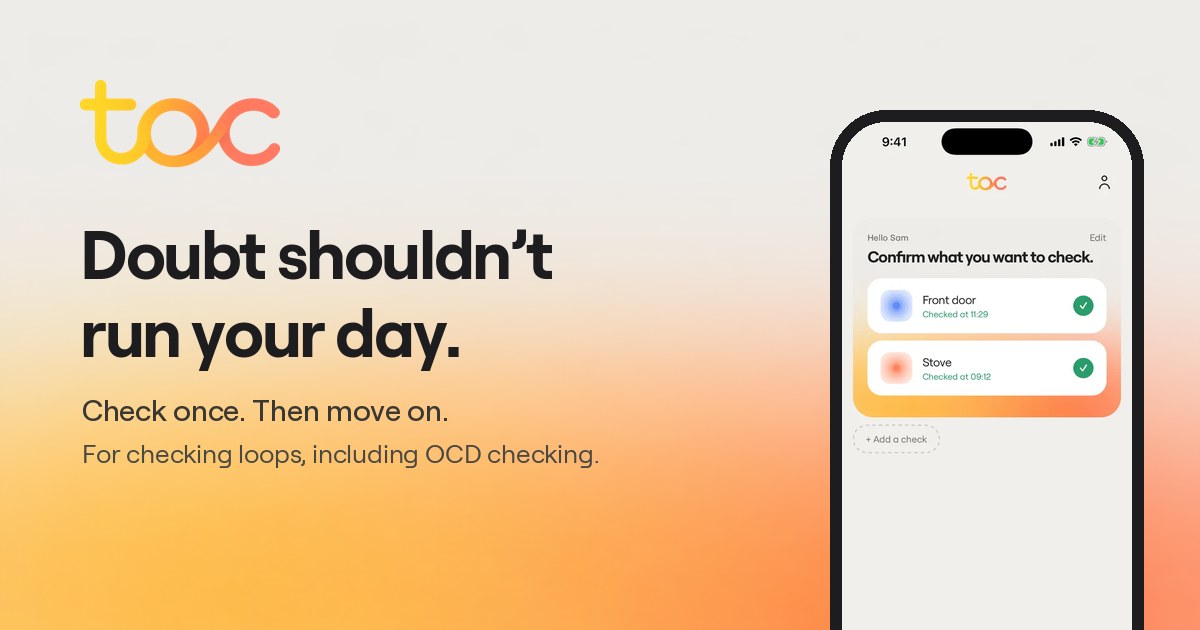 toc
Doubt shouldn’t
run your day.
Check once. Then move on.
For checking loops, including OCD checking.
9:41
toc
Hello Sam
Edit
Confirm what you want to check.
Front door
Checked at 11:29
Stove
Checked at 09:12
+ Add a check